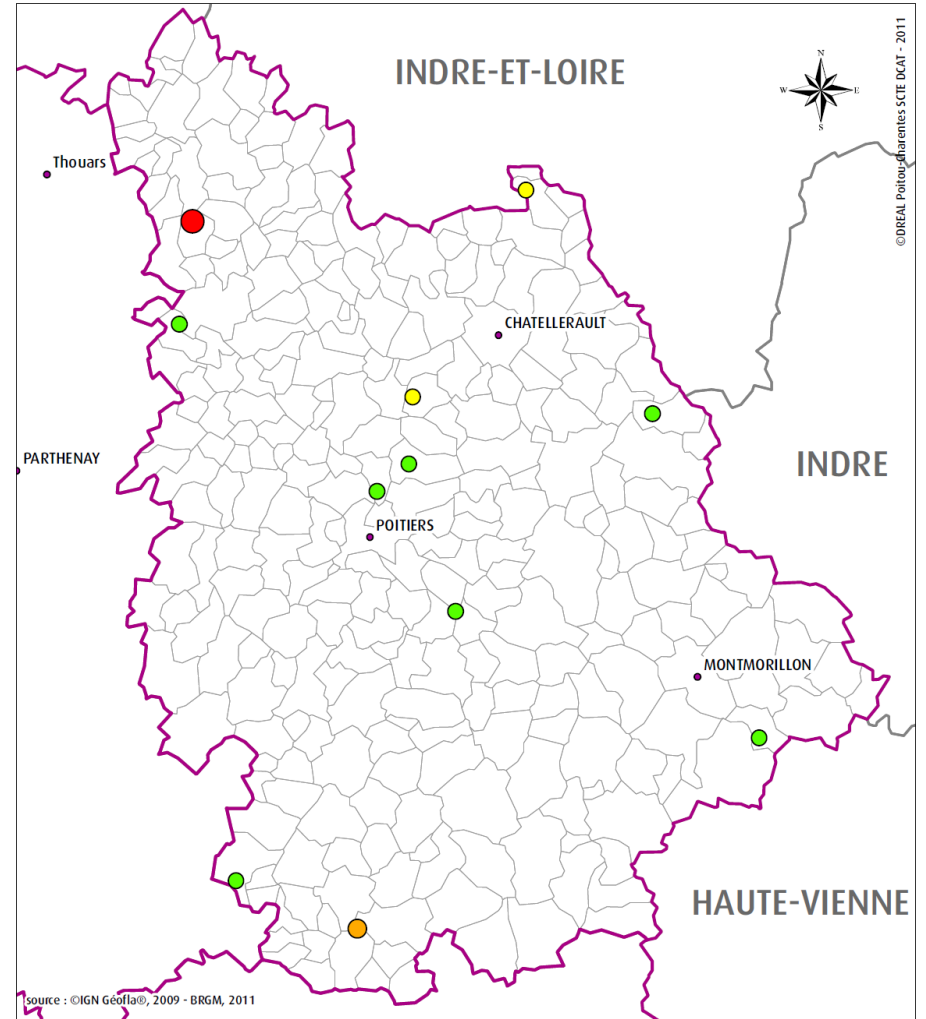 INDRE-ET-LOIRE
N
W
E
S
©DREAL Poitou-Charentes SCTE DCAT - 2011
Thouars
CHATELLERAULT
PARTHENAY
INDRE
POITIERS
MONTMORILLON
HAUTE-VIENNE
source : ©IGN Géofla®, 2009 - BRGM, 2011